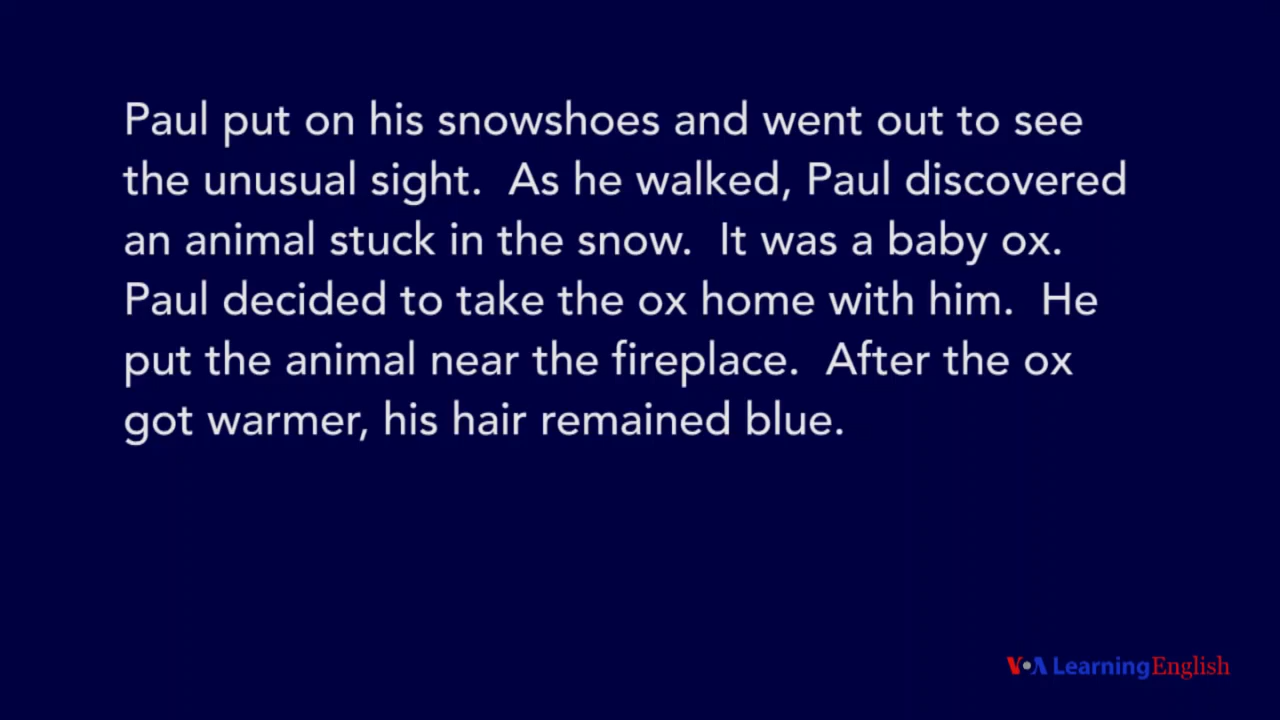 Paul put on his snowshoes and went out to see
the unusual sight.  As he walked, Paul discovered
an animal stuck in the snow.  It was a baby ox.
Paul decided to take the ox home with him.  He
put the animal near the fireplace.  After the ox
got warmer, his hair remained blue.
VOA Learning English